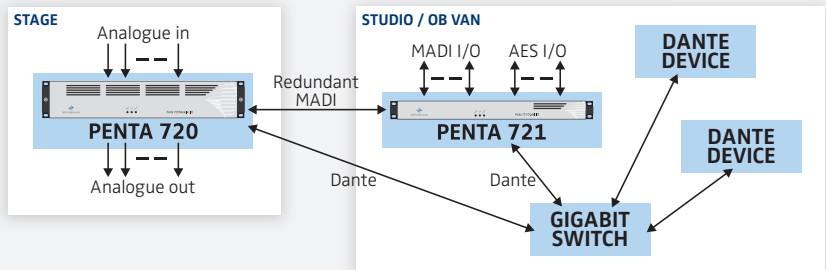 STAGE
Analogue in
PENTA 720
Analogue out
Redundant
MADI
Dante
STUDIO / OB VAN
MADI I/O
AES I/O
PENTA 721
Dante
GIGABIT
SWITCH
DANTE
DEVICE
DANTE
DEVICE